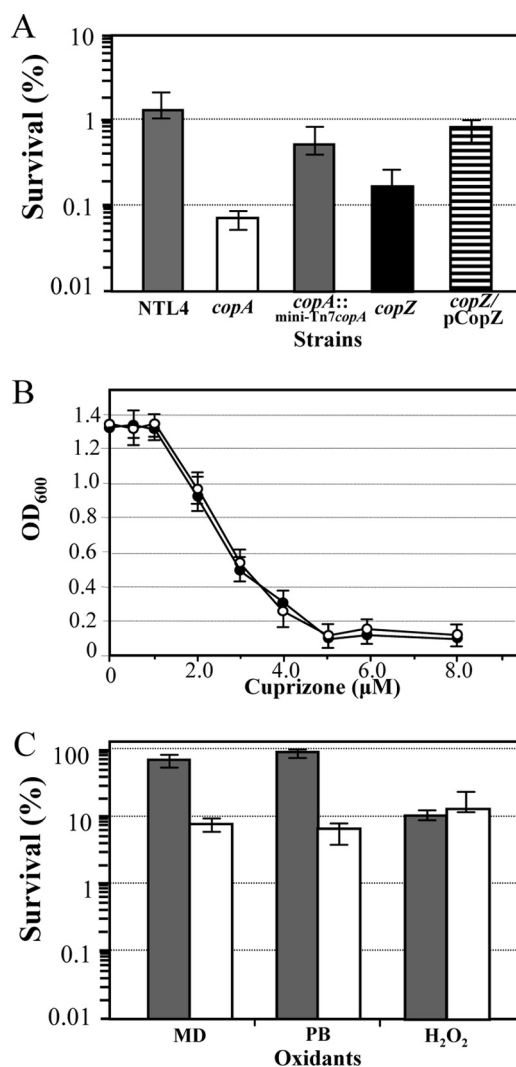 A
Survival (%)
10
1
0.1
0.01
NTL4
copA
copA::
mini-Tn7copA
copZ
copZ/
pCopZ
Strains
B
OD600
1.4
1.2
1.0
0.8
0.6
0.4
0.2
0
0
2.0
4.0
6.0
8.0
Cuprizone (µM)
C
Survival (%)
100
10
1
0.1
0.01
MD
PB
H2O2
Oxidants